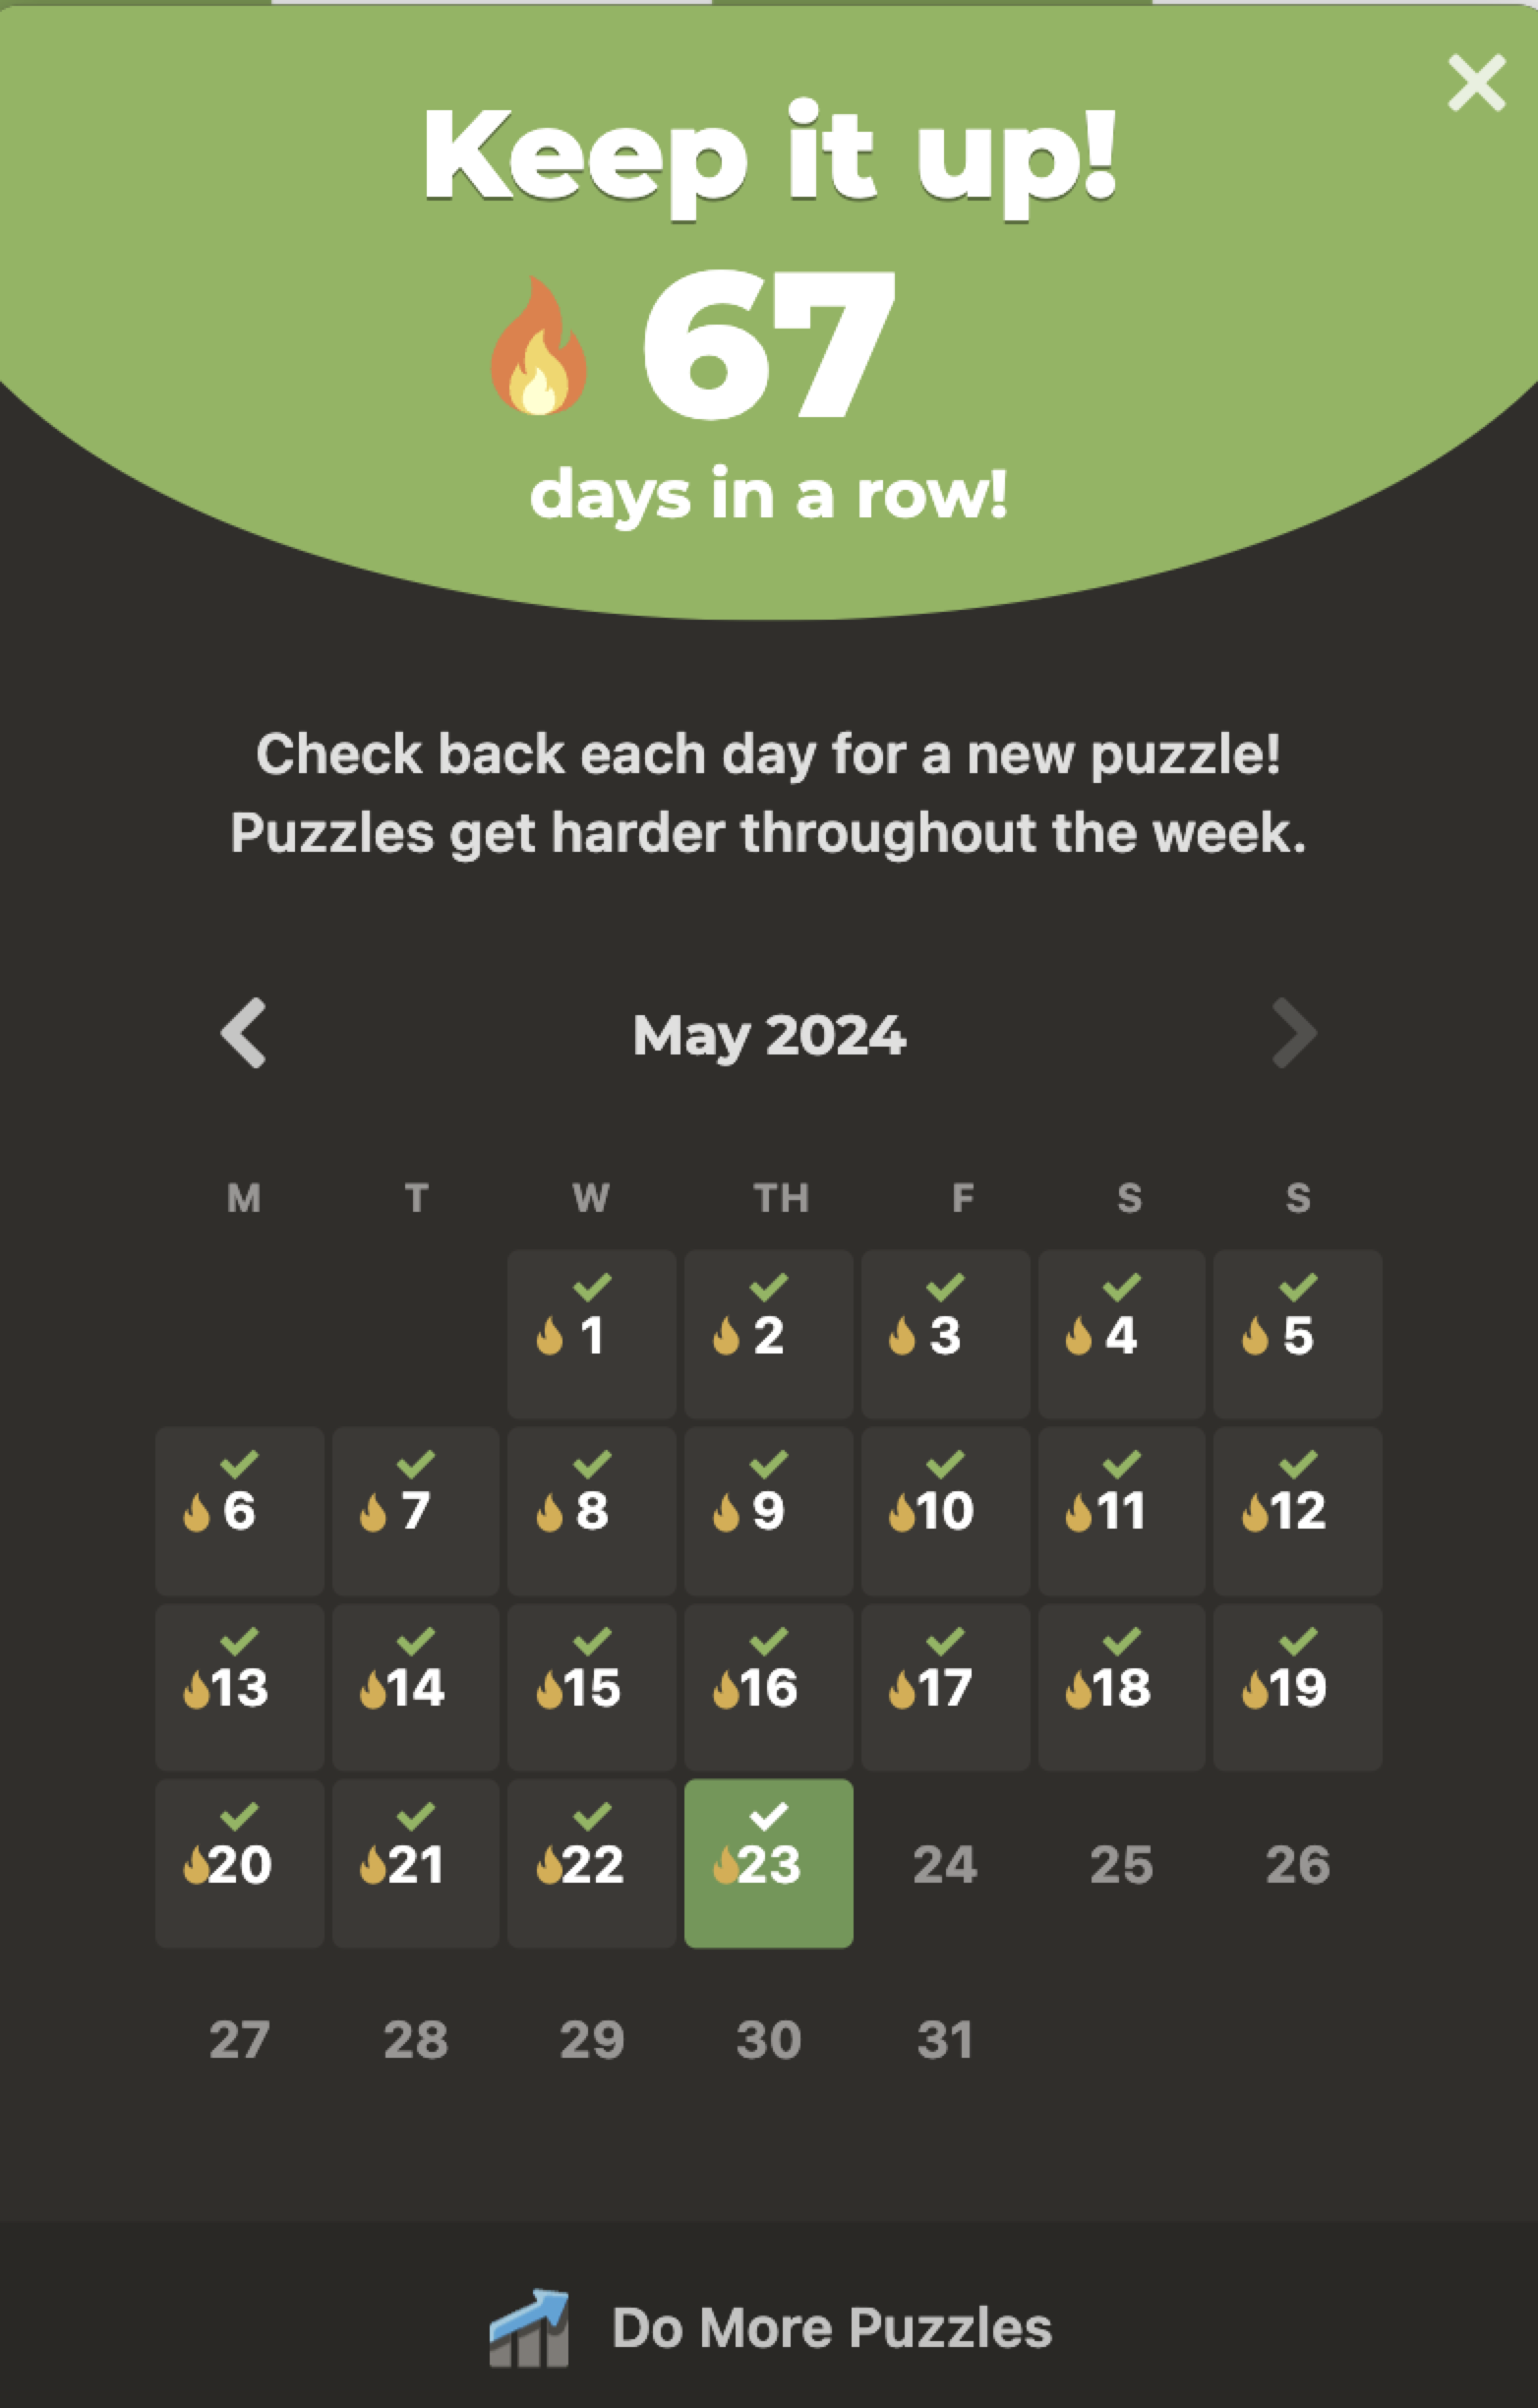 Keep it up!
67
days in a row!
Check back each day for a new puzzle!
Puzzles get harder throughout the week.
May 2024
M T W TH F S S
1 2 3 4 5
6 7 8 9 10 11 12
13 14 15 16 17 18 19
20 21 22 23 24 25 26
27 28 29 30 31
Do More Puzzles